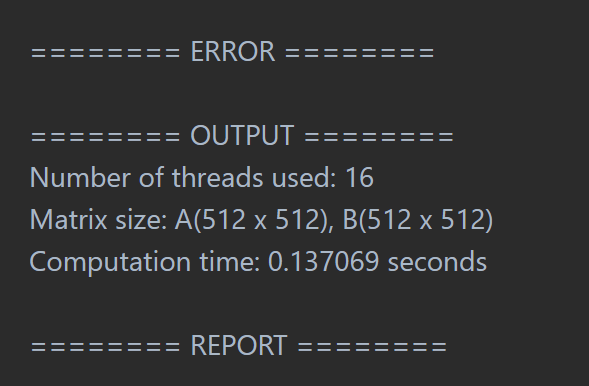 ======== ERROR ========
======== OUTPUT ========
Number of threads used: 16
Matrix size: A(512 x 512), B(512 x 512)
Computation time: 0.137069 seconds
======== REPORT ========